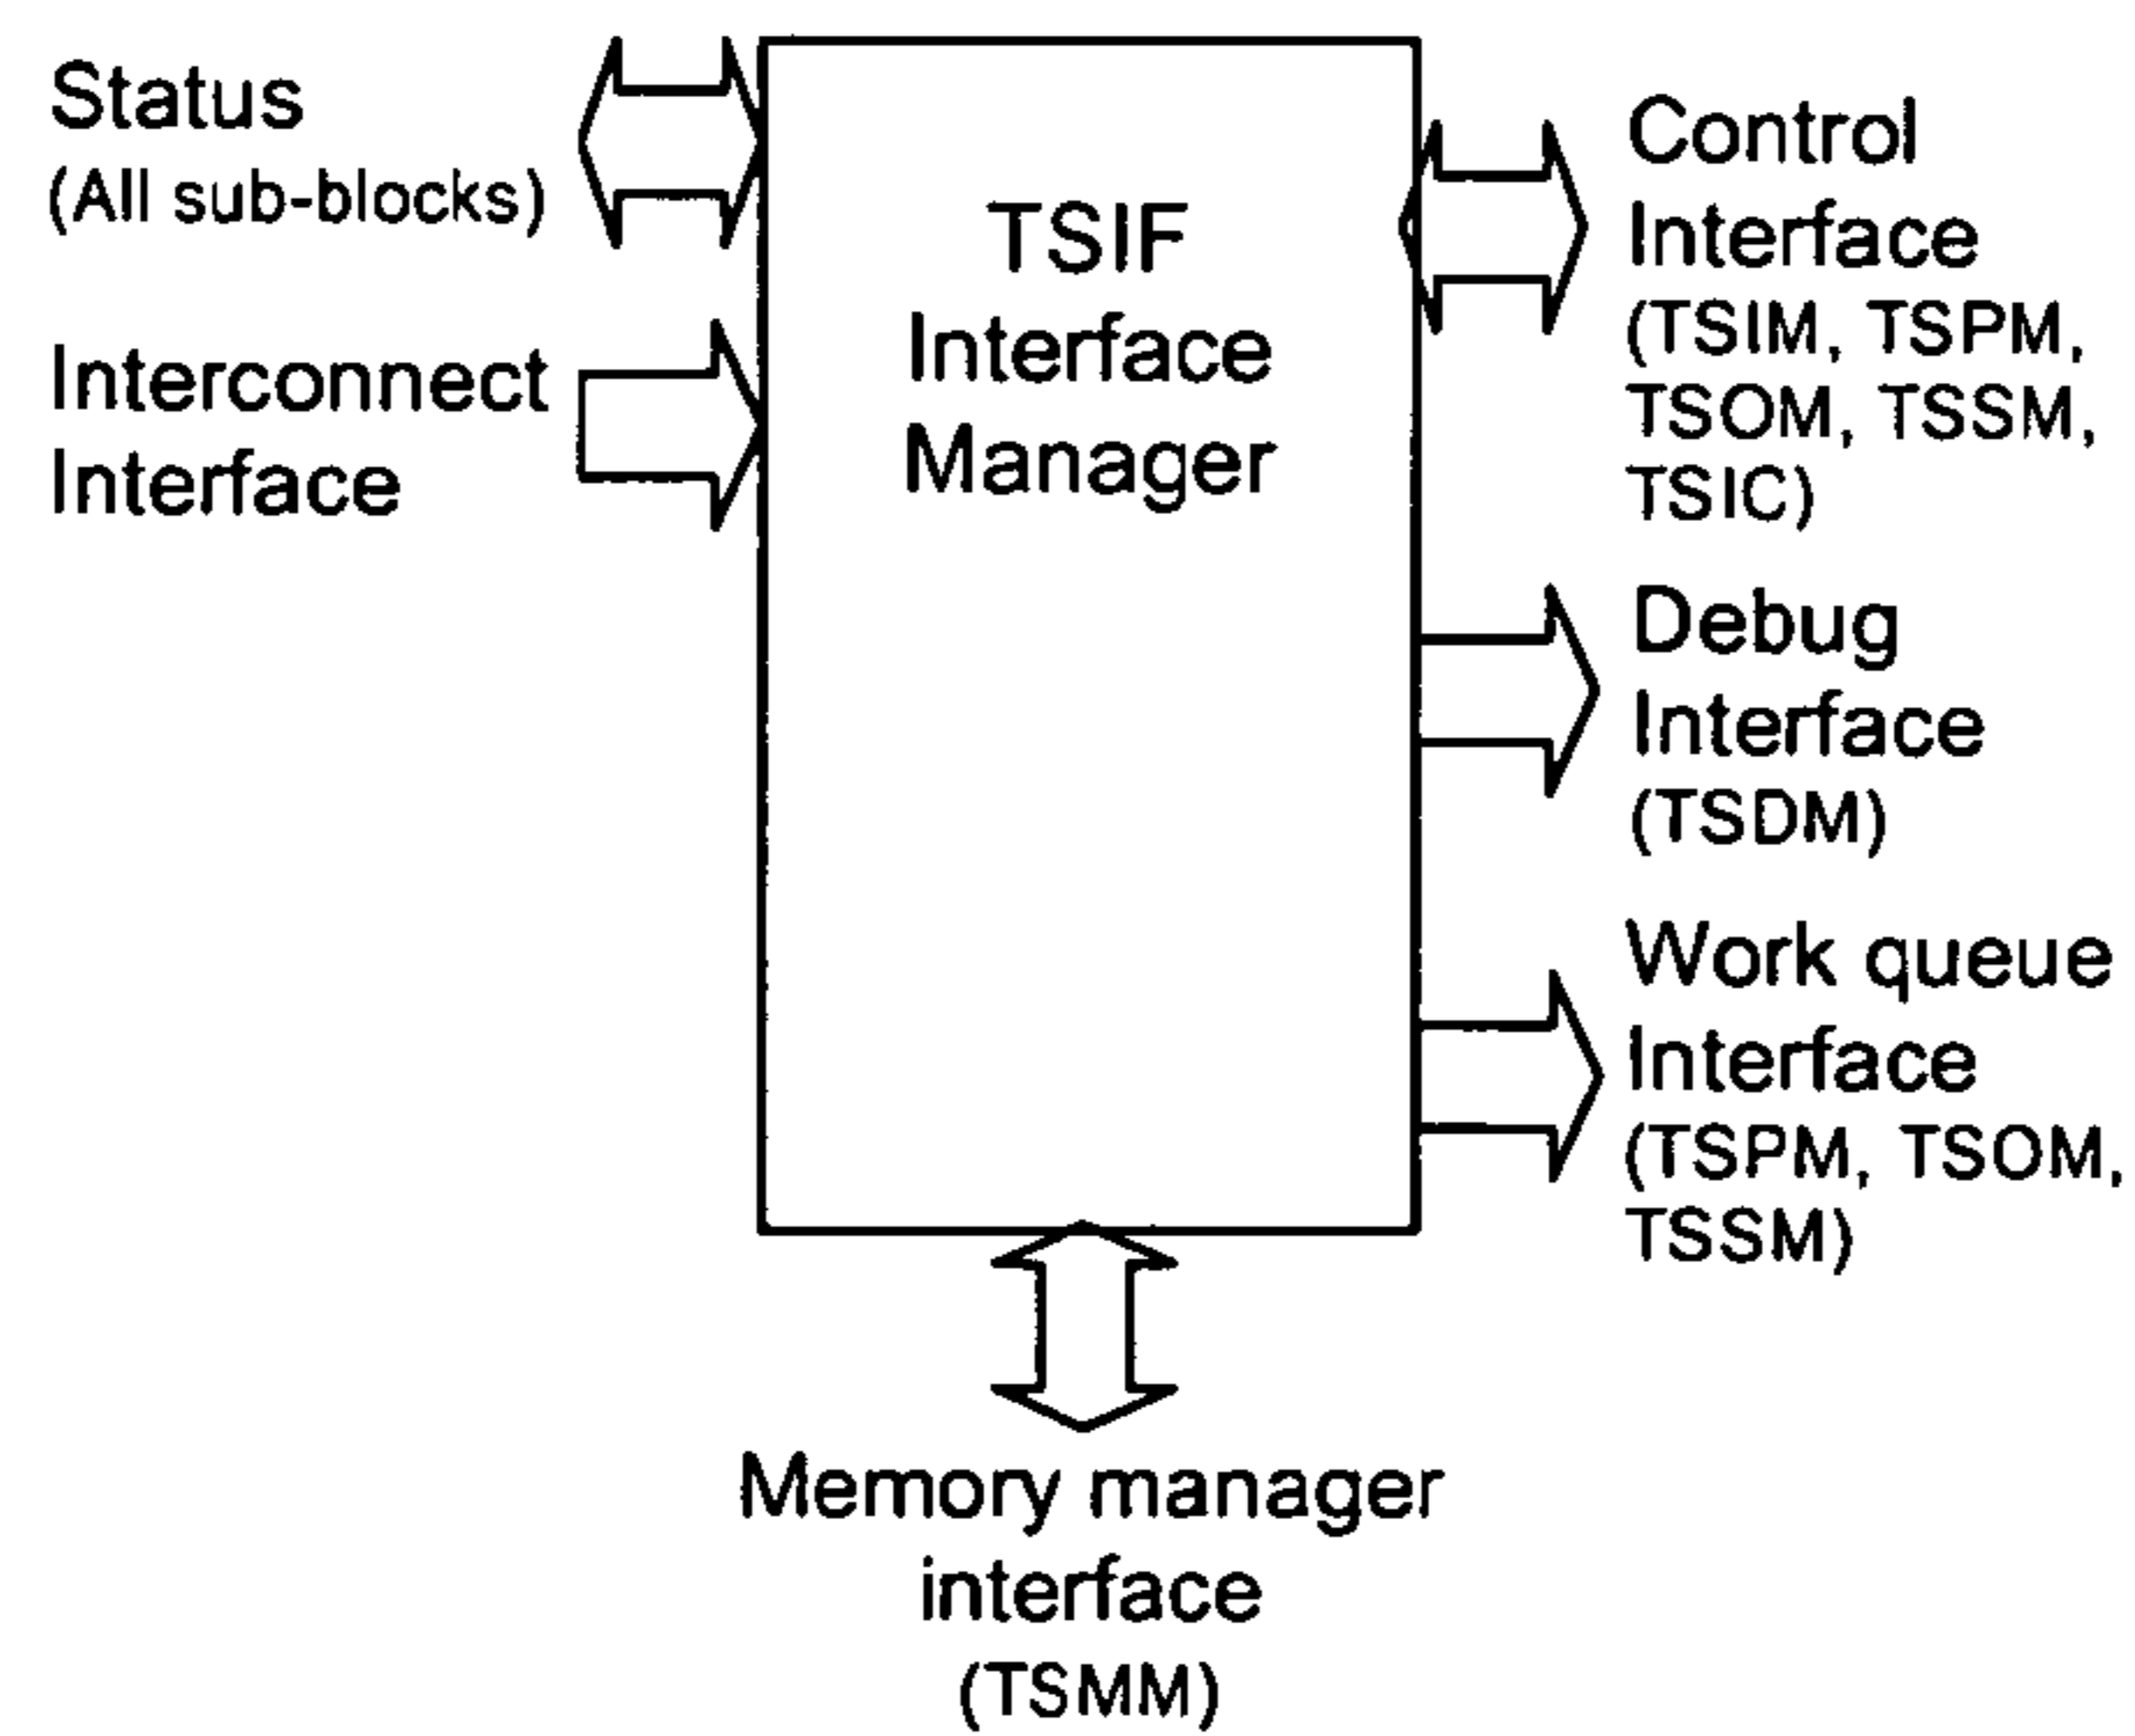 Status
(All sub-blocks)
Interconnect
Interface
TSIF
Interface
Manager
Control
Interface
(TSIM, TSPM,
TSOM, TSSM,
TSIC)
Debug
Interface
(TSDM)
Work queue
Interface
(TSPM, TSOM,
TSSM)
Memory manager
interface
(TSMM)